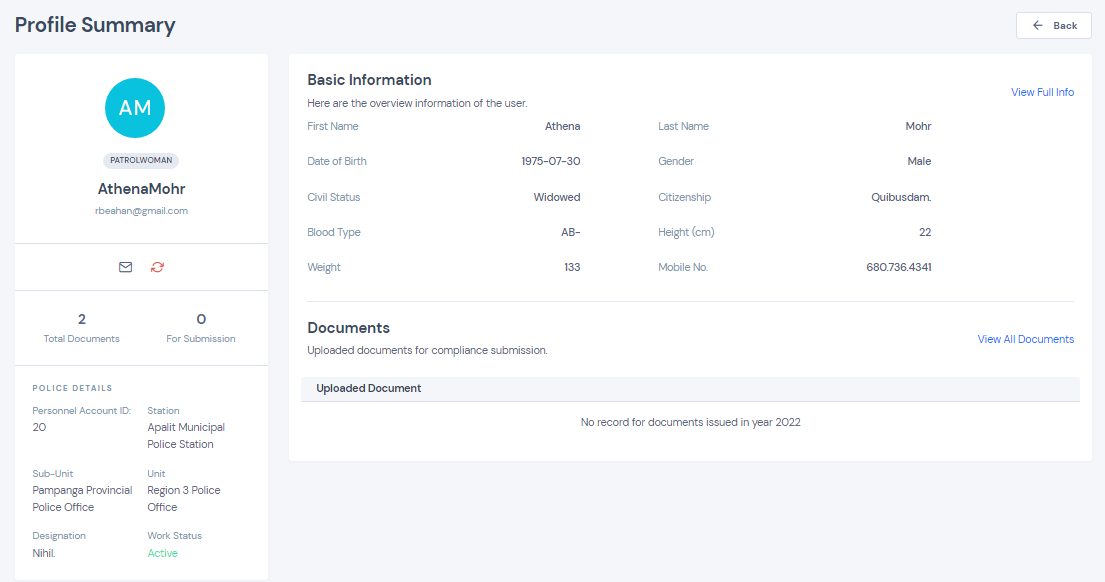 Profile Summary
Back
AM
PATROLWOMAN
AthenaMohr
rbeahan@gmail.com
2
Total Documents
0
For Submission
POLICE DETAILS
Personnel Account ID:
20
Station
Apalit Municipal
Police Station
Sub-Unit
Pampanga Provincial
Police Office
Unit
Region 3 Police
Office
Designation
Nihil.
Work Status
Active
Basic Information
View Full Info
Here are the overview information of the user.
First Name Athena Last Name Mohr
Date of Birth 1975-07-30 Gender Male
Civil Status Widowed Citizenship Quibusdam.
Blood Type AB- Height (cm) 22
Weight 133 Mobile No. 680.736.4341
Documents
View All Documents
Uploaded documents for compliance submission.
Uploaded Document
No record for documents issued in year 2022